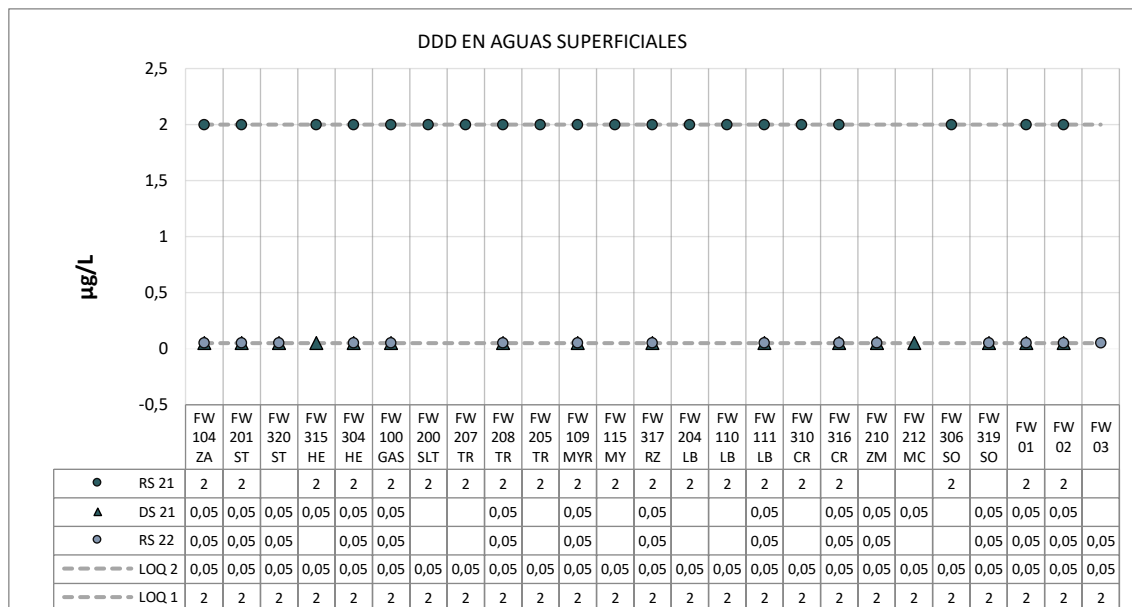 DDD EN AGUAS SUPERFICIALES
2,5
2
1,5
1
0,5
0
-0,5
µg/L
FW FW FW FW FW FW FW FW FW FW FW FW FW FW FW FW FW FW FW FW FW FW FW FW FW
104 201 320 315 304 100 200 207 208 205 109 115 317 204 110 111 310 316 210 212 306 319 01 02 03
ZA ST ST HE HE GAS SLT TR TR TR MYR MY RZ LB LB LB CR CR ZM MC SO SO
RS 21 2 2 2 2 2 2 2 2 2 2 2 2 2 2 2 2 2 2 2 2
DS 21 0,05 0,05 0,05 0,05 0,05 0,05 0,05 0,05 0,05 0,05 0,05 0,05 0,05 0,05 0,05 0,05
RS 22 0,05 0,05 0,05 0,05 0,05 0,05 0,05 0,05 0,05 0,05 0,05 0,05 0,05 0,05 0,05
LOQ 2 0,05 0,05 0,05 0,05 0,05 0,05 0,05 0,05 0,05 0,05 0,05 0,05 0,05 0,05 0,05 0,05 0,05 0,05 0,05 0,05 0,05 0,05 0,05 0,05 0,05
LOQ 1 2 2 2 2 2 2 2 2 2 2 2 2 2 2 2 2 2 2 2 2 2 2 2 2 2